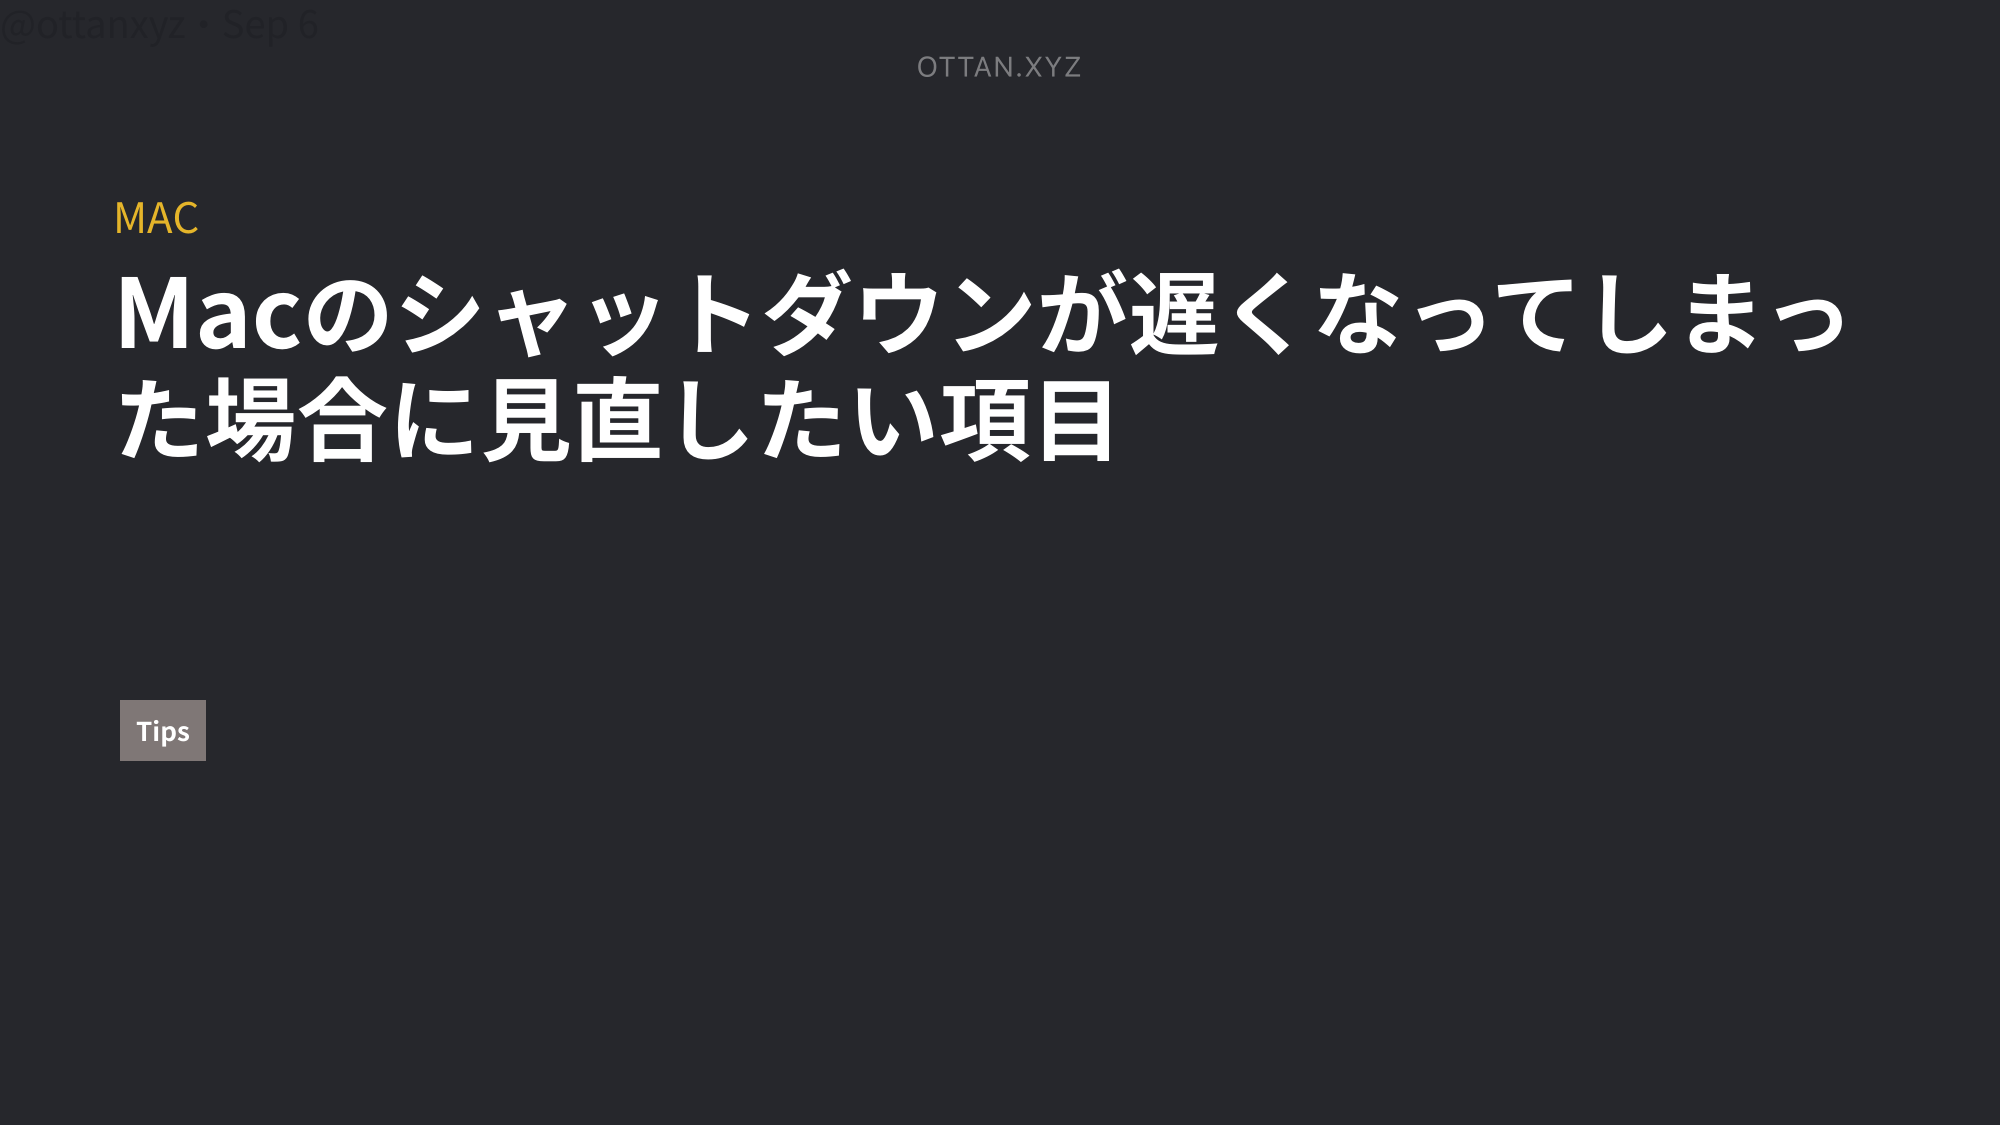 @ottanxyz・Sep 6
OTTAN.XYZ
MAC
Macのシャットダウンが遅くなってしまっ
た場合に見直したい項目
Tips